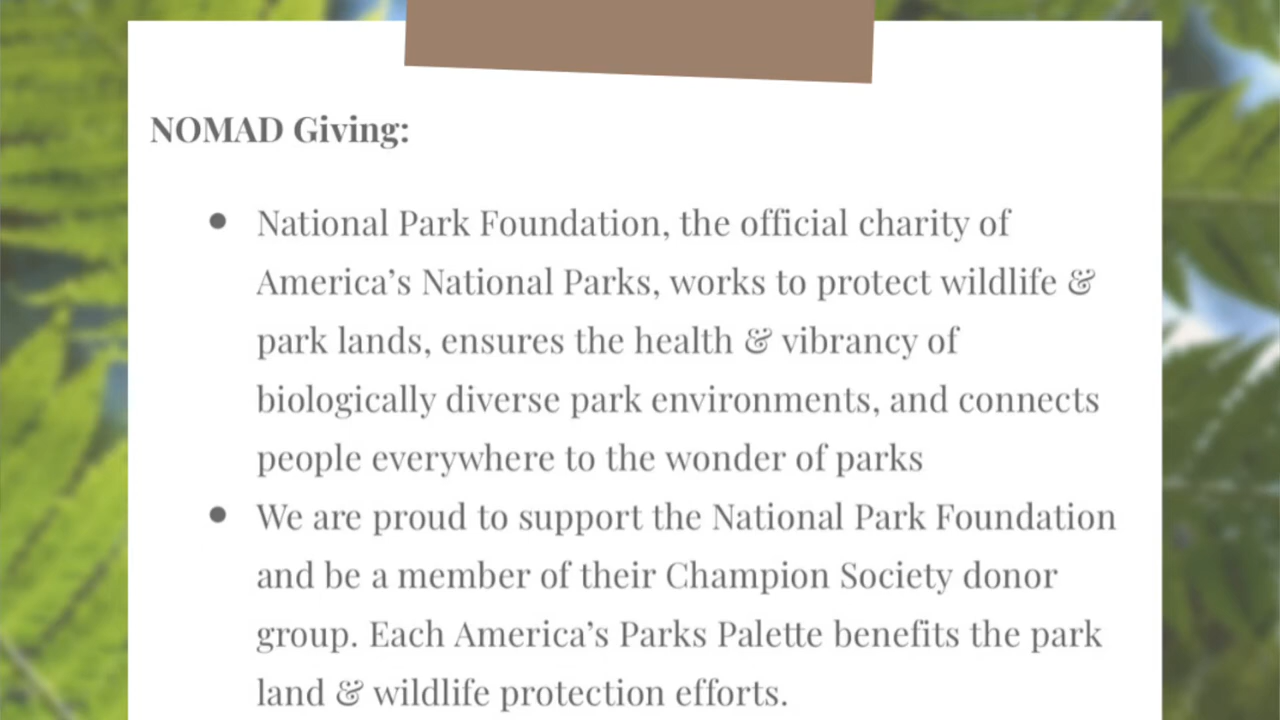 NOMAD Giving:
• National Park Foundation, the official charity of
America’s National Parks, works to protect wildlife &
park lands, ensures the health & vibrancy of
biologically diverse park environments, and connects
people everywhere to the wonder of parks
• We are proud to support the National Park Foundation
and be a member of their Champion Society donor
group. Each America’s Parks Palette benefits the park
land & wildlife protection efforts.